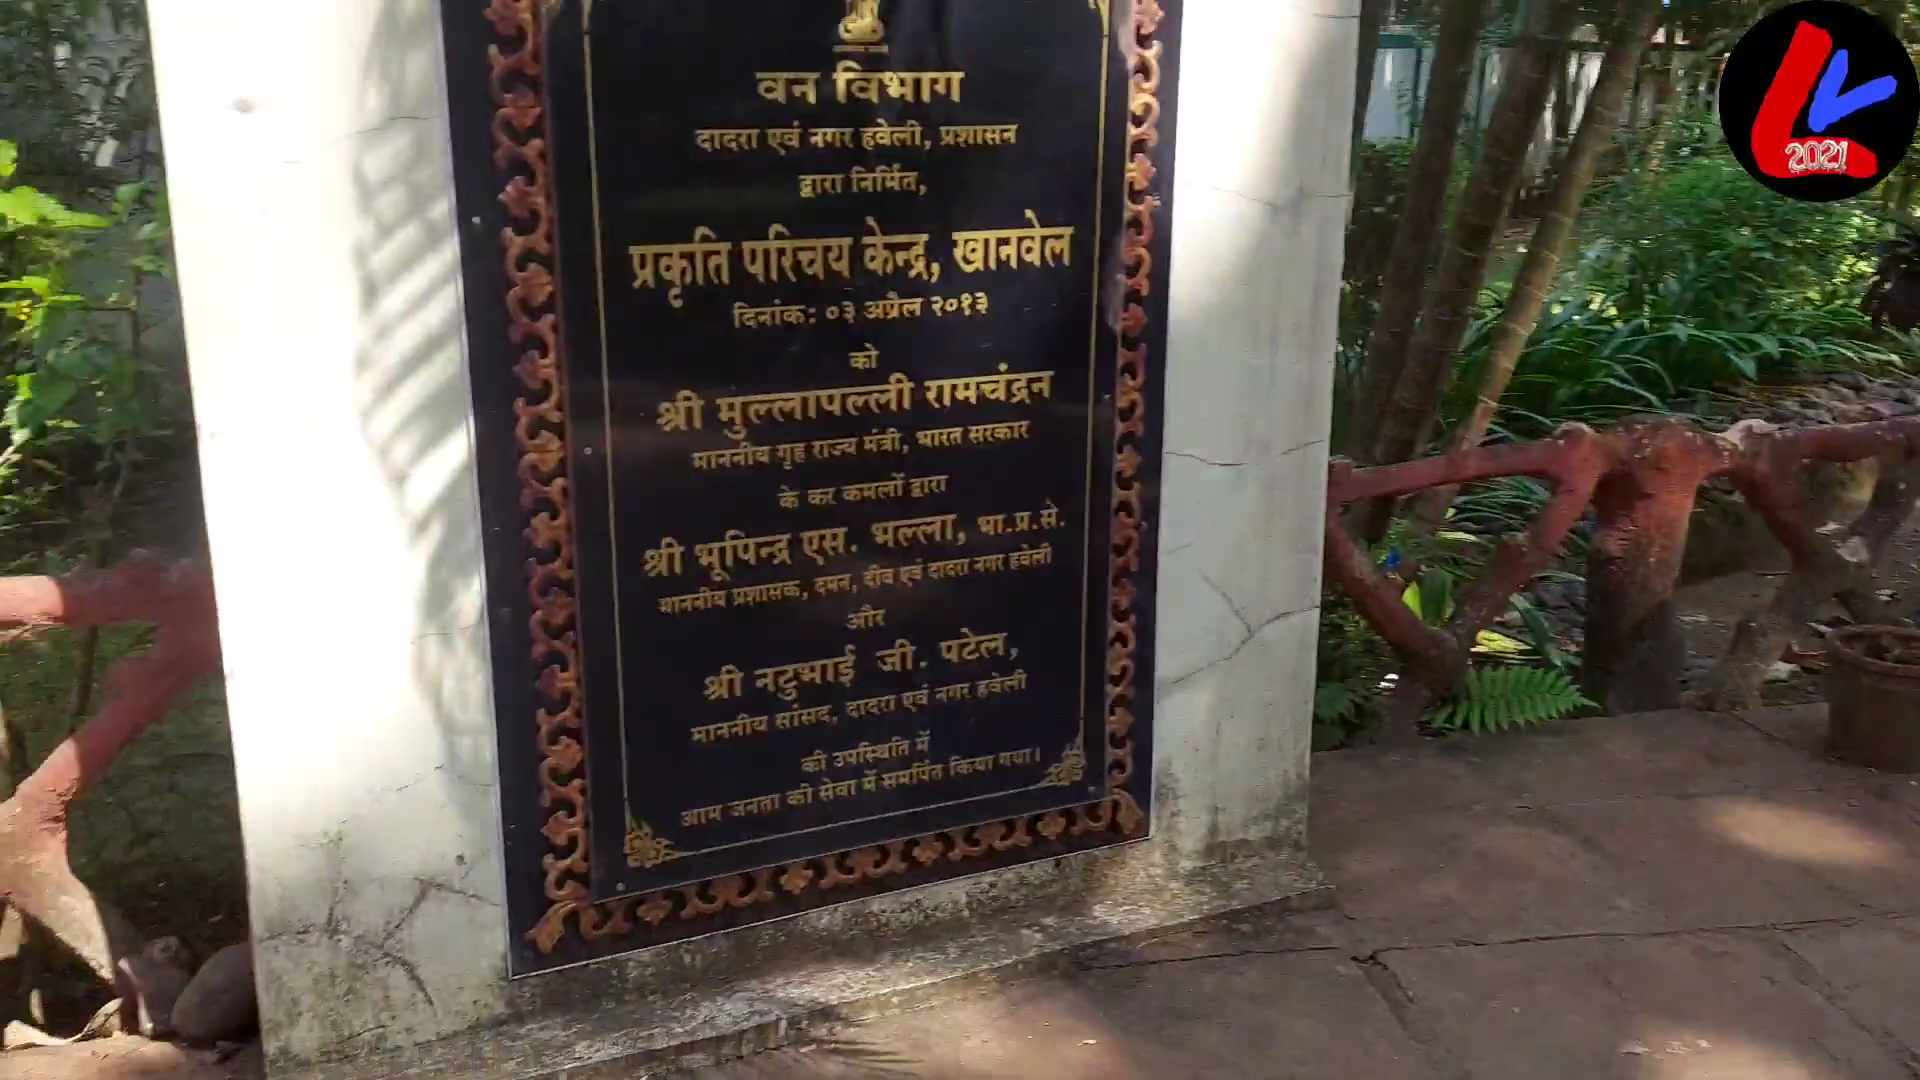 वन विभाग
दादरा एवं नगर हवेली, प्रशासन
द्वारा निर्मित,
प्रकृति परिचय केन्द्र, खानवेल
दिनांक: ०३ अप्रैल २०१३
को
श्री मुल्लापल्ली रामचंद्रन
माननीय गृह राज्य मंत्री, भारत सरकार
के कर कमलों द्वारा
श्री भूपिन्द्र एस. भल्ला, भा.प्र.से.
माननीय प्रशासक, दमन, दीव एवं दादरा नगर हवेली
और
श्री नटुभाई जी. पटेल,
माननीय सांसद, दादरा एवं नगर हवेली
की उपस्थिति में
आम जनता की सेवा में समर्पित किया गया।
LK
2021